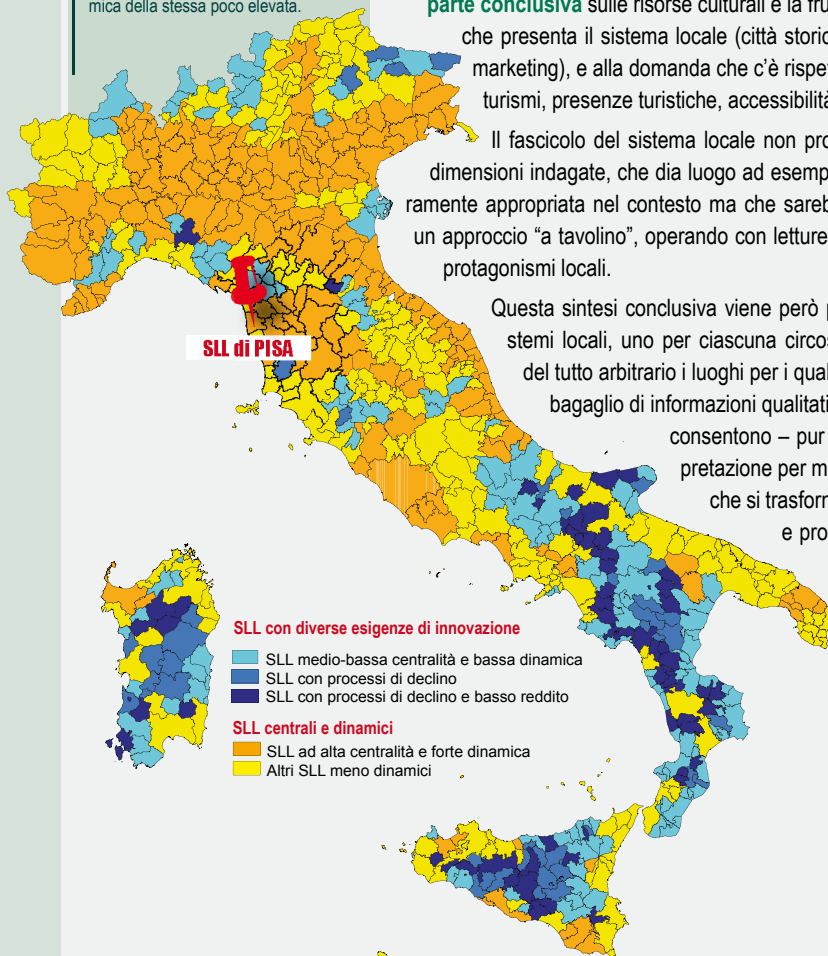 mica della stessa poco elevata.
parte conclusiva sulle risorse culturali e la fru
che presenta il sistema locale (città storic
marketing), e alla domanda che c'è rispe
turismi, presenze turistiche, accessibilità
Il fascicolo del sistema locale non pro
dimensioni indagate, che dia luogo ad esemp
ramente appropriata nel contesto ma che sareb
un approccio “a tavolino”, operando con letture
protagonismi locali.
Questa sintesi conclusiva viene però p
stemi locali, uno per ciascuna circos
del tutto arbitrario i luoghi per i qual
bagaglio di informazioni qualitati
consentono – pur
pretazione per m
che si trasforn
e pro
SLL di PISA
SLL con diverse esigenze di innovazione
SLL medio-bassa centralità e bassa dinamica
SLL con processi di declino
SLL con processi di declino e basso reddito
SLL centrali e dinamici
SLL ad alta centralità e forte dinamica
Altri SLL meno dinamici